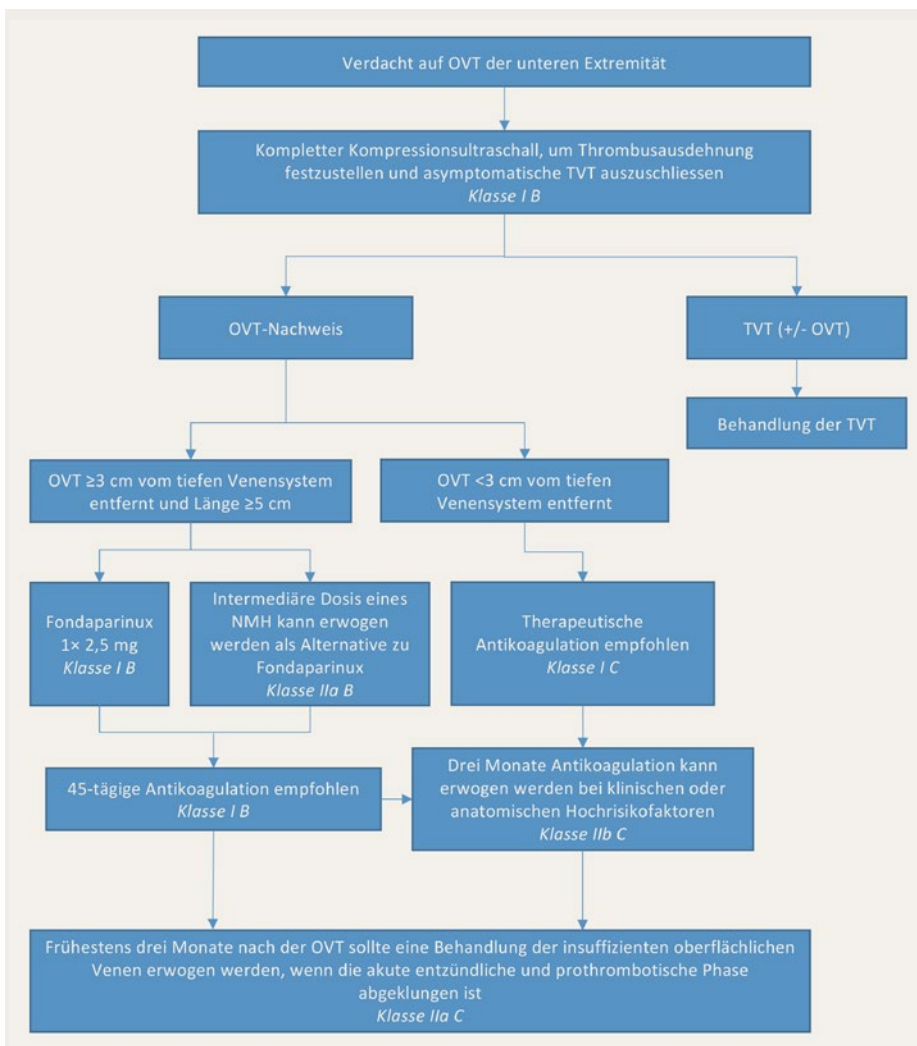 Verdacht auf OVT der unteren Extremität
Kompletter Kompressionsultraschall, um Thrombusausdehnung
festzustellen und asymptomatische TVT auszuschliessen
Klasse I B
OVT-Nachweis
TVT (+/- OVT)
Behandlung der TVT
OVT ≥3 cm vom tiefen Venensystem
entfernt und Länge ≥5 cm
OVT <3 cm vom tiefen
Venensystem entfernt
Fondaparinux
1× 2,5 mg
Klasse I B
Intermediäre Dosis eines
NMH kann erwogen
werden als Alternative zu
Fondaparinux
Klasse IIa B
Therapeutische
Antikoagulation empfohlen
Klasse I C
45-tägige Antikoagulation empfohlen
Klasse I B
Drei Monate Antikoagulation kann
erwogen werden bei klinischen oder
anatomischen Hochrisikofaktoren
Klasse IIb C
Frühestens drei Monate nach der OVT sollte eine Behandlung der insuffizienten oberflächlichen
Venen erwogen werden, wenn die akute entzündliche und prothrombotische Phase
abgeklungen ist
Klasse IIa C